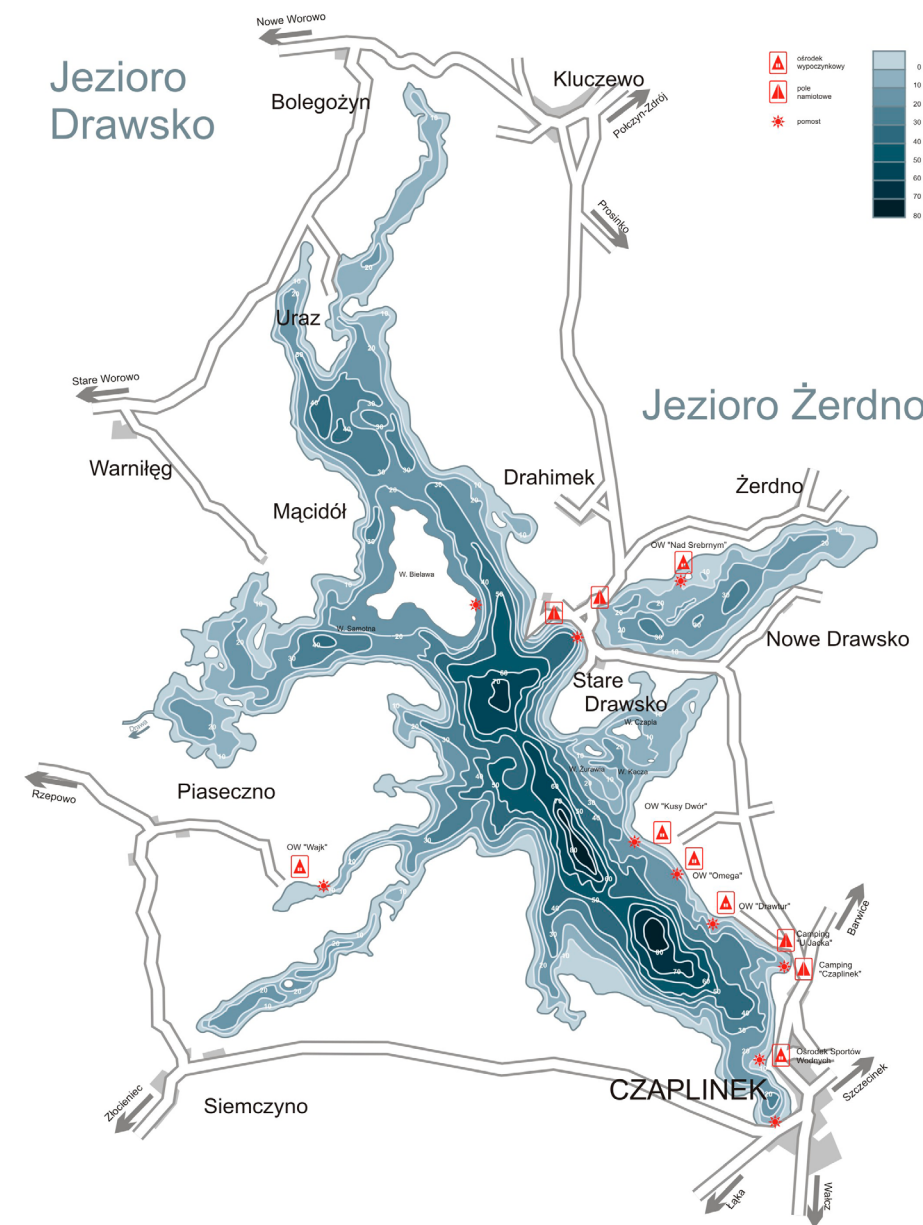 Nowe Worowo
Jezioro
Drawsko
Bolegożyn
Kluczewo
Połczyn-Zdrój
ośrodek
wypoczynkowy
pole
namiotowe
pomost
0
10
20
30
40
50
60
70
80
Prosinko
Uraz
Stare Worowo
Jezioro Żerdno
Warniłęg
Drahimek
Żerdno
Mącidół
OW "Nad Srebrnym"
W. Bielawa
W. Samotna
Nowe Drawsko
Stare
Drawsko
W. Czapla
Drawa
W. Żurawia
W. Kacza
Piaseczno
Rzepowo
OW "Kusy Dwór"
OW "Wajk"
OW "Omega"
OW "Drawtur"
Barwice
Camping
"U Jacka"
Camping
"Czaplinek"
Ośrodek Sportów
Wodnych
CZAPLINEK
Szczecinek
Złocieniec
Siemczyno
Łąka
Wałcz